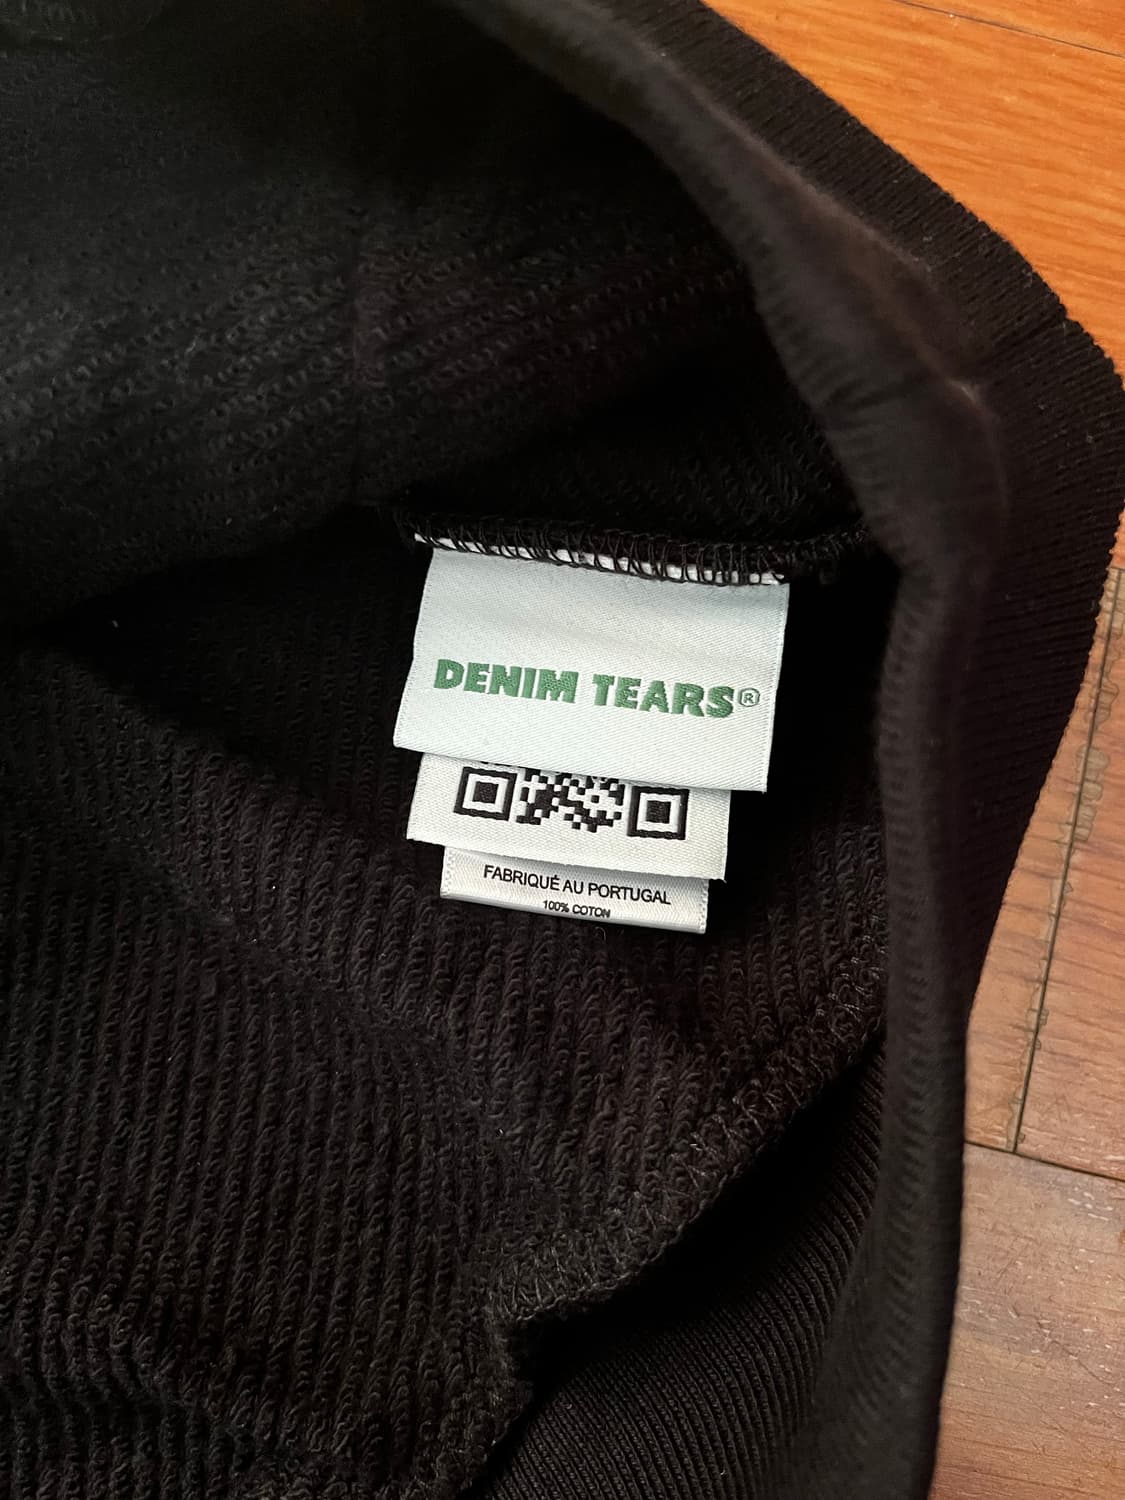 DENIM TEARS®
FABRIQUÉ AU PORTUGAL
100% COTON